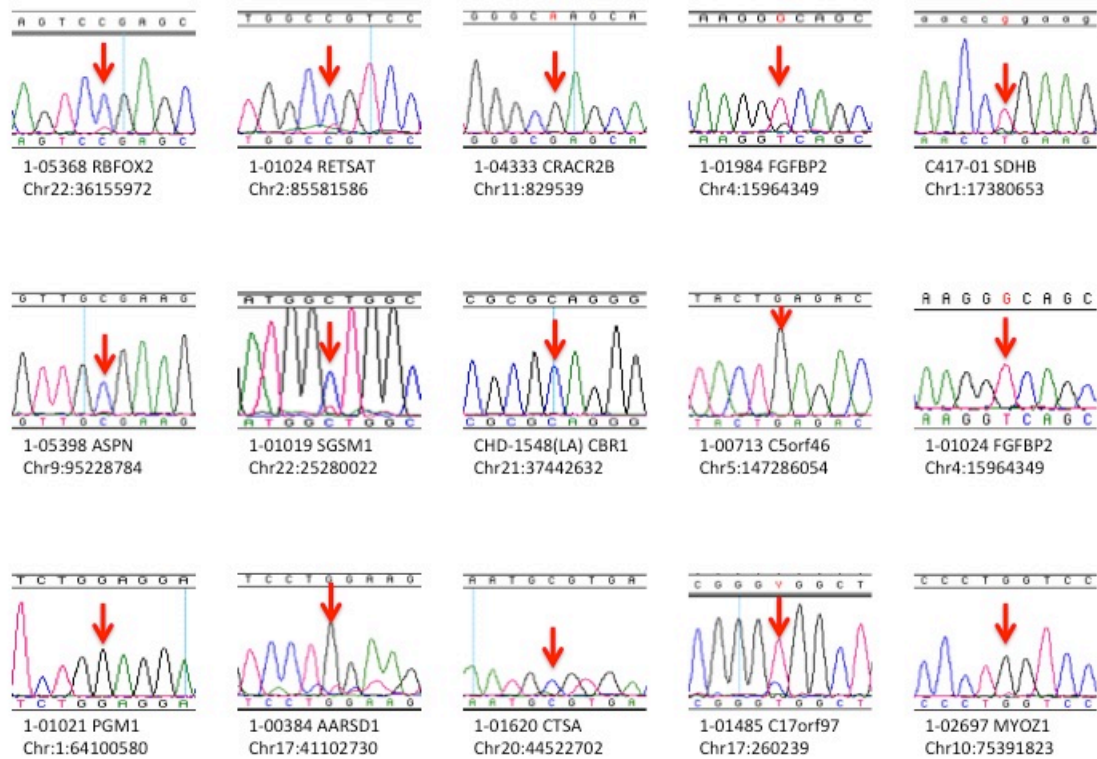 A G T C C G A G C
T G G C C G T C C
G G G C A A G C A
A A G G G C A G C
a a c c g g a a g
A G T C C G A G C
T G G C C G T C C
G G G C G A G C A
A A G G T C A G C
A A C C T G A A G
1-05368 RBFOX2
Chr22:36155972
1-01024 RETSAT
Chr2:85581586
1-04333 CRACR2B
Chr11:829539
1-01984 FGFBP2
Chr4:15964349
C417-01 SDHB
Chr1:17380653
G T T G C G A A G
A T G G C T G G C
C G C G C A G G G
T A C T G A G A C
A A G G G C A G C
G T T G C G A A G
A T G G C T G G C
C G C G C A G G G
T A C T G A G A C
A A G G T C A G C
1-05398 ASPN
Chr9:95228784
1-01019 SGSM1
Chr22:25280022
CHD-1548(LA) CBR1
Chr21:37442632
1-00713 C5orf46
Chr5:147286054
1-01024 FGFBP2
Chr4:15964349
T C T G G A G G A
T C C T G G A A G
A A T G C G T G A
C G G G Y G G C T
C C C T G G T C C
T C T G G A G G A
T C C T G G A A G
A A T G C G T G A
C G G G T G G C T
C C C T G G T C C
1-01021 PGM1
Chr:1:64100580
1-00384 AARSD1
Chr17:41102730
1-01620 CTSA
Chr20:44522702
1-01485 C17orf97
Chr17:260239
1-02697 MYOZ1
Chr10:75391823